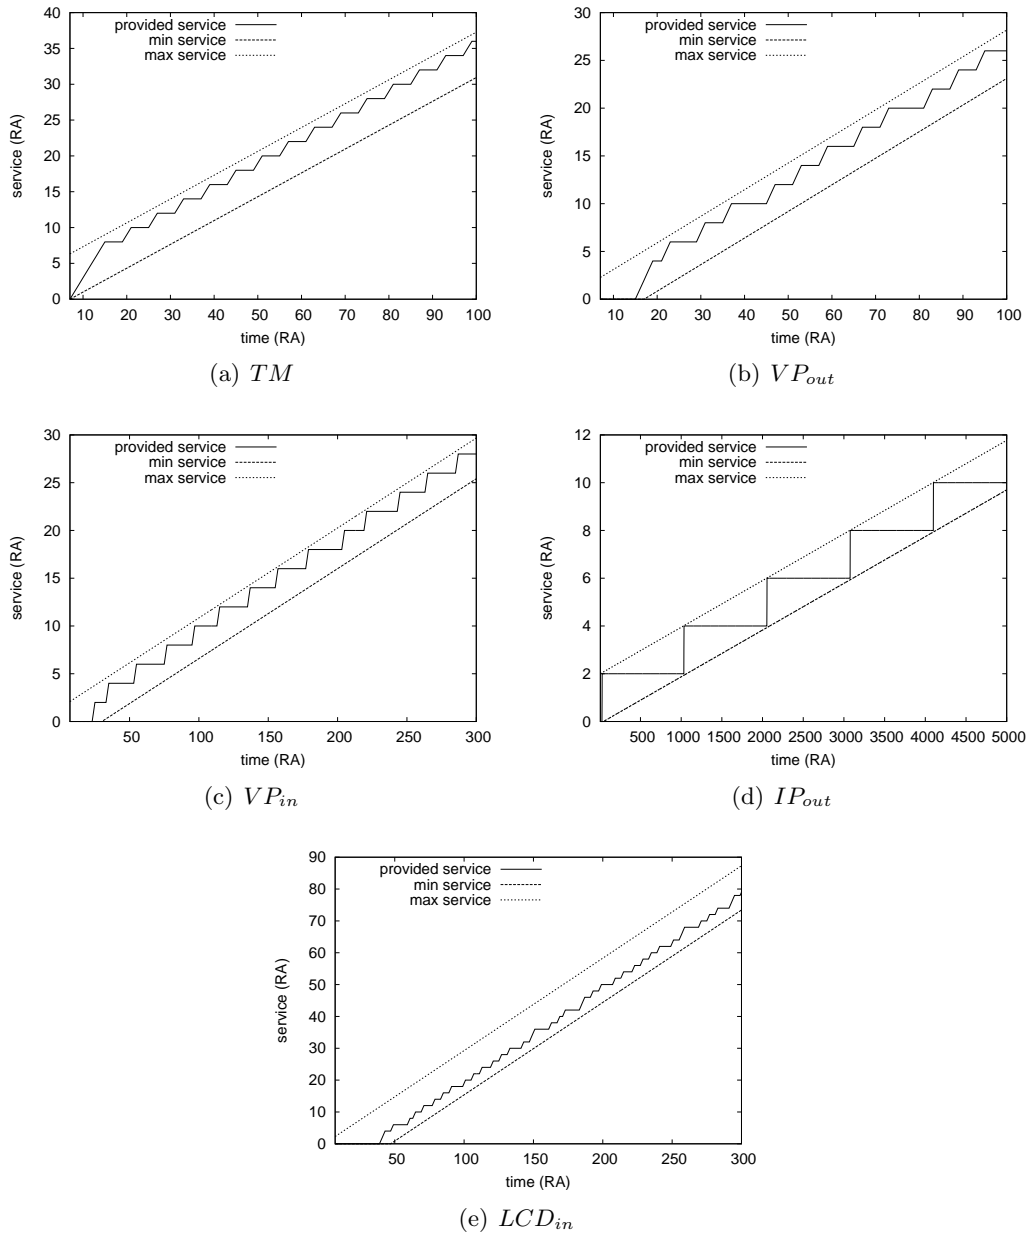 40
35
30
25
20
15
10
5
0
service (RA)
provided service
min service
max service
10 20 30 40 50 60 70 80 90 100
time (RA)
(a) TM
30
25
20
15
10
5
0
service (RA)
provided service
min service
max service
10 20 30 40 50 60 70 80 90 100
time (RA)
(b) VPout
30
25
20
15
10
5
0
service (RA)
provided service
min service
max service
50 100 150 200 250 300
time (RA)
(c) VPin
12
10
8
6
4
2
0
service (RA)
provided service
min service
max service
500 1000 1500 2000 2500 3000 3500 4000 4500 5000
time (RA)
(d) IPout
90
80
70
60
50
40
30
20
10
0
service (RA)
provided service
min service
max service
50 100 150 200 250 300
time (RA)
(e) LCDin